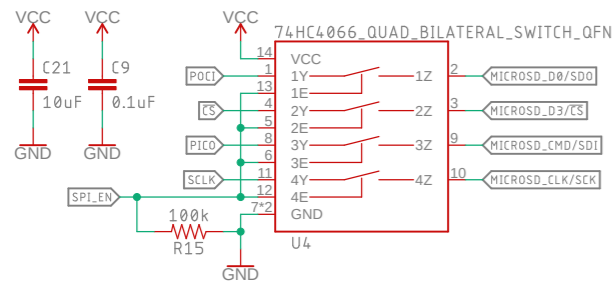 VCC
VCC
VCC
74HC4066_QUAD_BILATERAL_SWITCH_QFN
C21
10uF
GND
C9
0.1uF
GND
14
VCC
POCI
1
1Y
1Z
2
MICROSD_D0/SDO
13
1E
CS
4
2Y
2Z
3
MICROSD_D3/CS
5
2E
PICO
8
3Y
3Z
9
MICROSD_CMD/SDI
6
3E
SCLK
11
4Y
4Z
10
MICROSD_CLK/SCK
SPI_EN
12
4E
7*2
GND
100k
R15
U4
GND